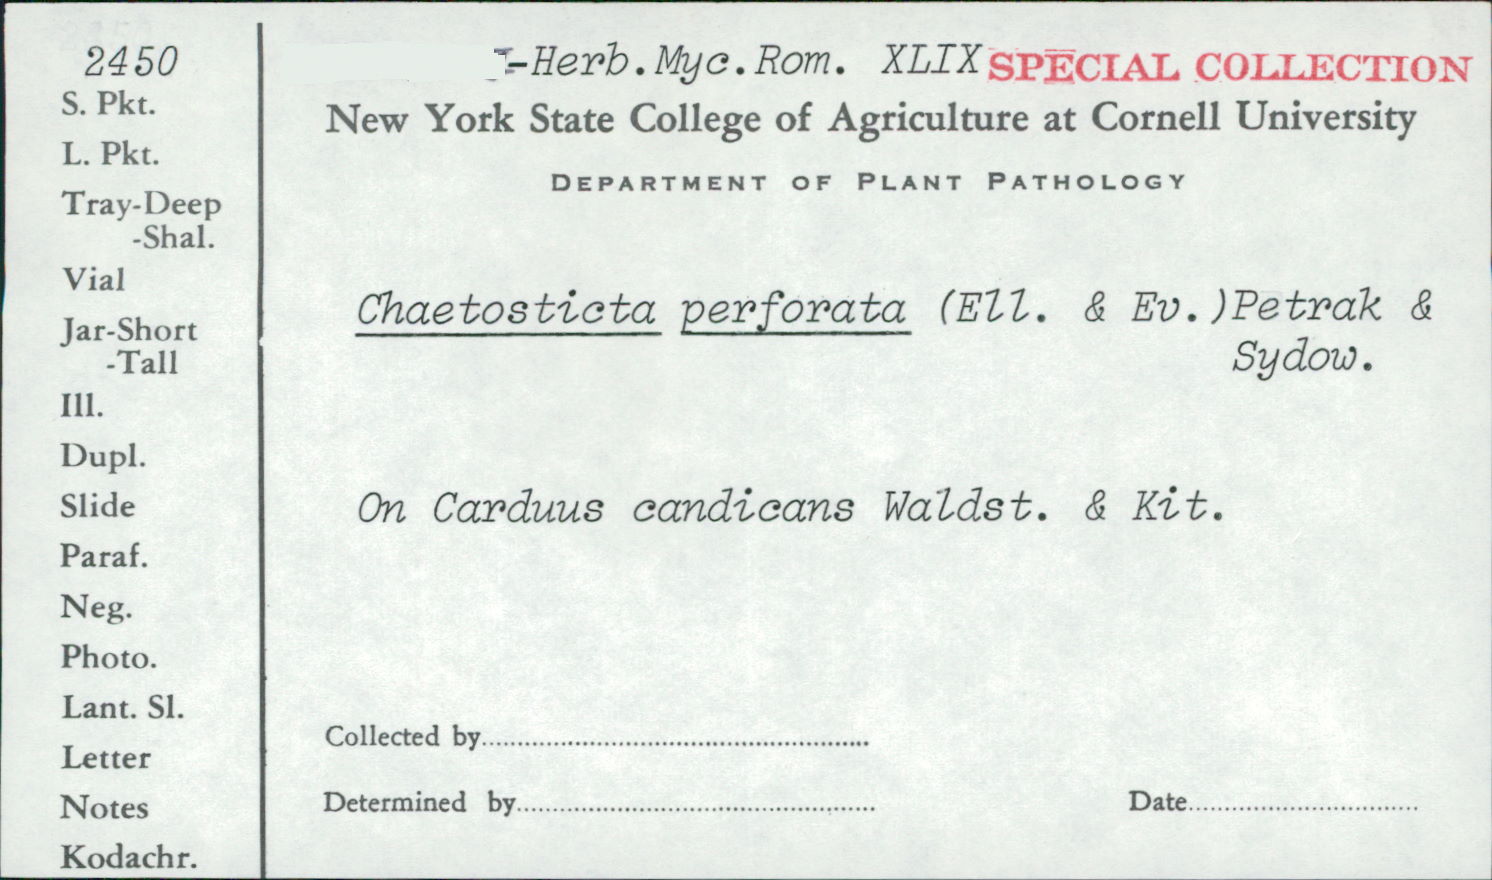 2450
-Herb.Myc.Rom. XLIX SPECIAL COLLECTION
New York State College of Agriculture at Cornell University
DEPARTMENT OF PLANT PATHOLOGY
S. Pkt.
L. Pkt.
Tray-Deep
-Shal.
Vial
Jar-Short
-Tall
Ill.
Dupl.
Slide
Paraf.
Neg.
Photo.
Lant. Sl.
Letter
Notes
Kodachr.
Chaetosticta perforata (Ell. & Ev.)Petrak &
Sydow.
On Carduus candicans Waldst. & Kit.
Collected by
Determined by
Date